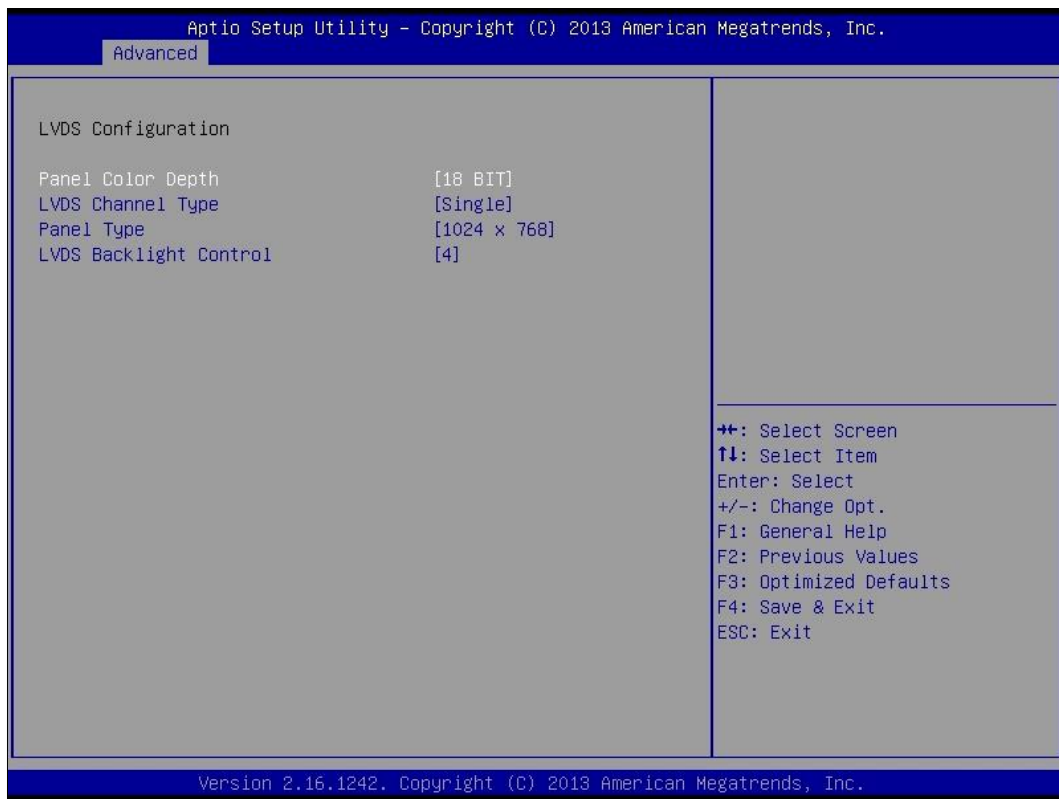 Aptio Setup Utility – Copyright (C) 2013 American Megatrends, Inc.
Advanced
LVDS Configuration
Panel Color Depth [18 BIT]
LVDS Channel Type [Single]
Panel Type [1024 x 768]
LVDS Backlight Control [4]
→←: Select Screen
↑↓: Select Item
Enter: Select
+/-: Change Opt.
F1: General Help
F2: Previous Values
F3: Optimized Defaults
F4: Save & Exit
ESC: Exit
Version 2.16.1242. Copyright (C) 2013 American Megatrends, Inc.